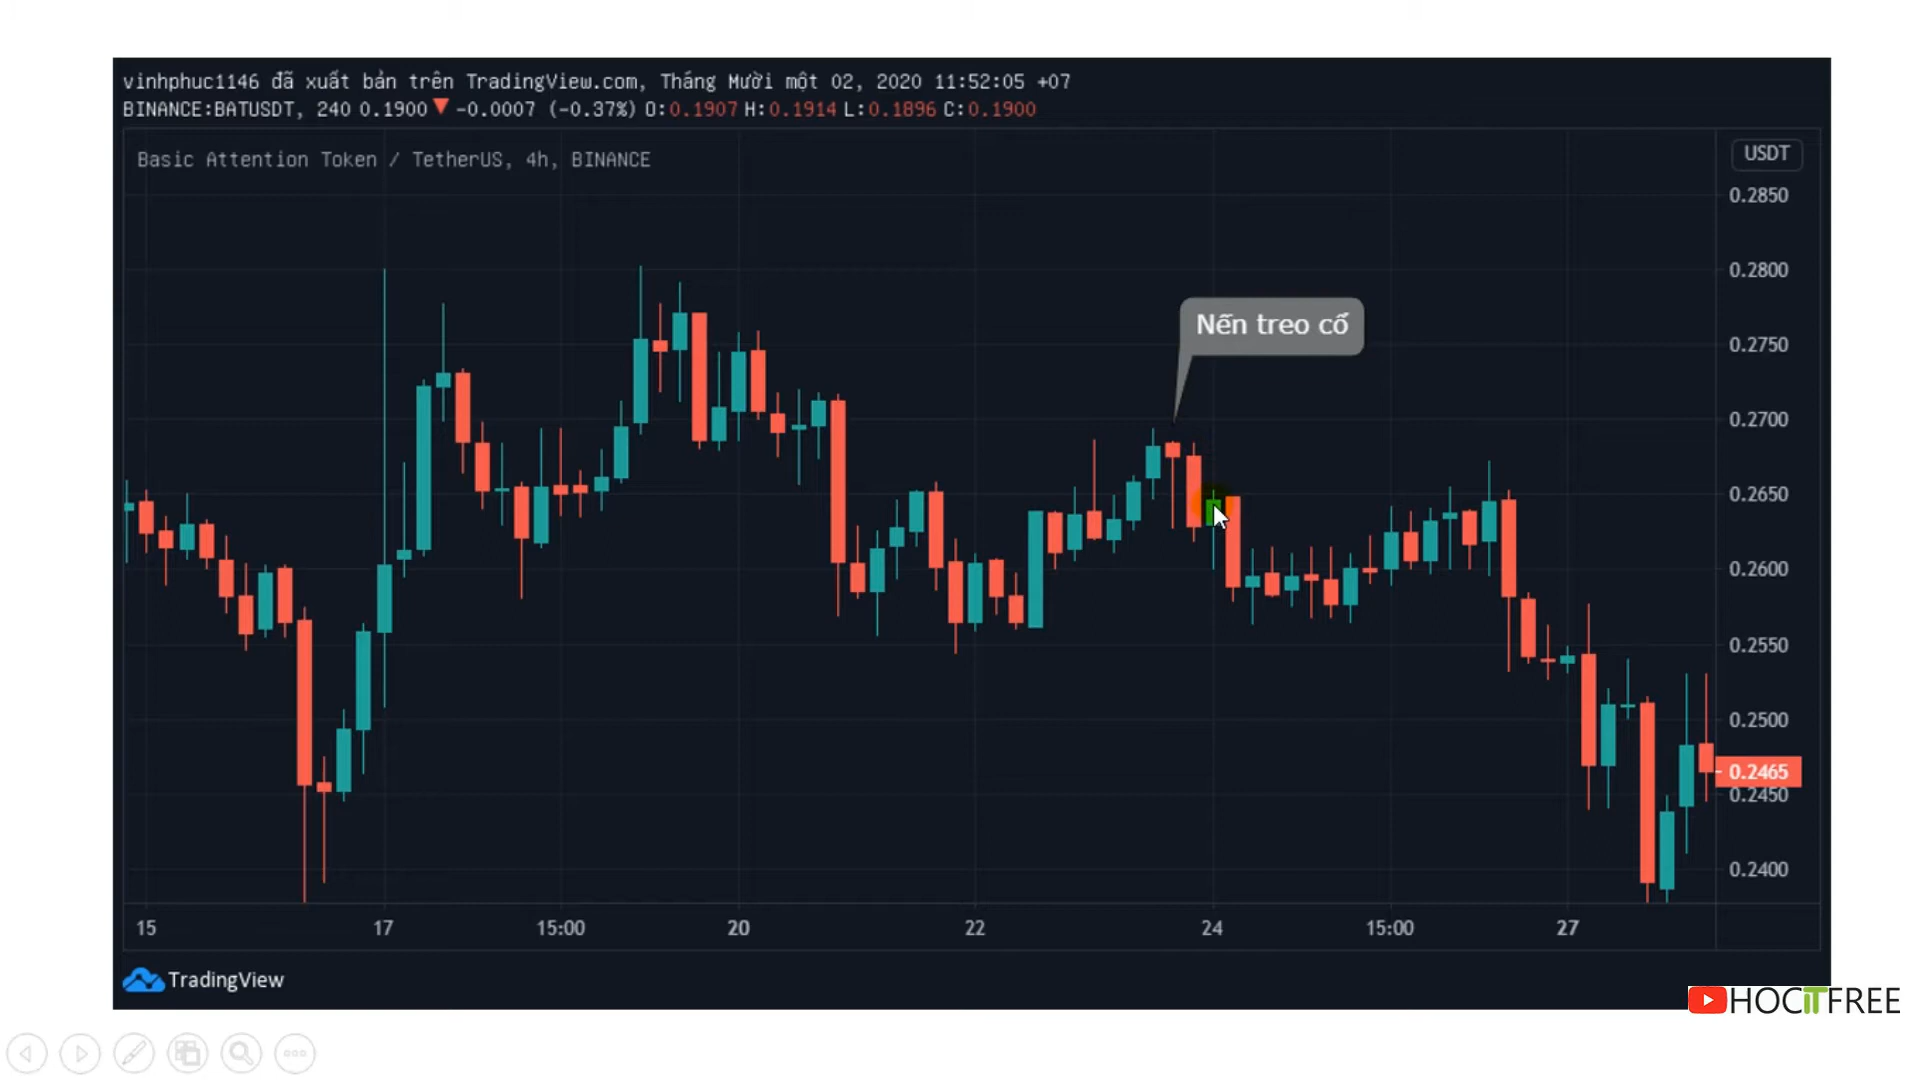 vinhphuc1146 đã xuất bản trên TradingView.com, Tháng Mười một 02, 2020 11:52:05 +07
BINANCE:BATUSDT, 240 0.1900 ▼ −0.0007 (−0.37%) O:0.1907 H:0.1914 L:0.1896 C:0.1900
Basic Attention Token / TetherUS, 4h, BINANCE
USDT
0.2850
0.2800
Nến treo cổ
0.2750
0.2700
0.2650
0.2600
0.2550
0.2500
0.2465
0.2450
0.2400
15 17 15:00 20 22 24 15:00 27
TradingView
HOCITFREE